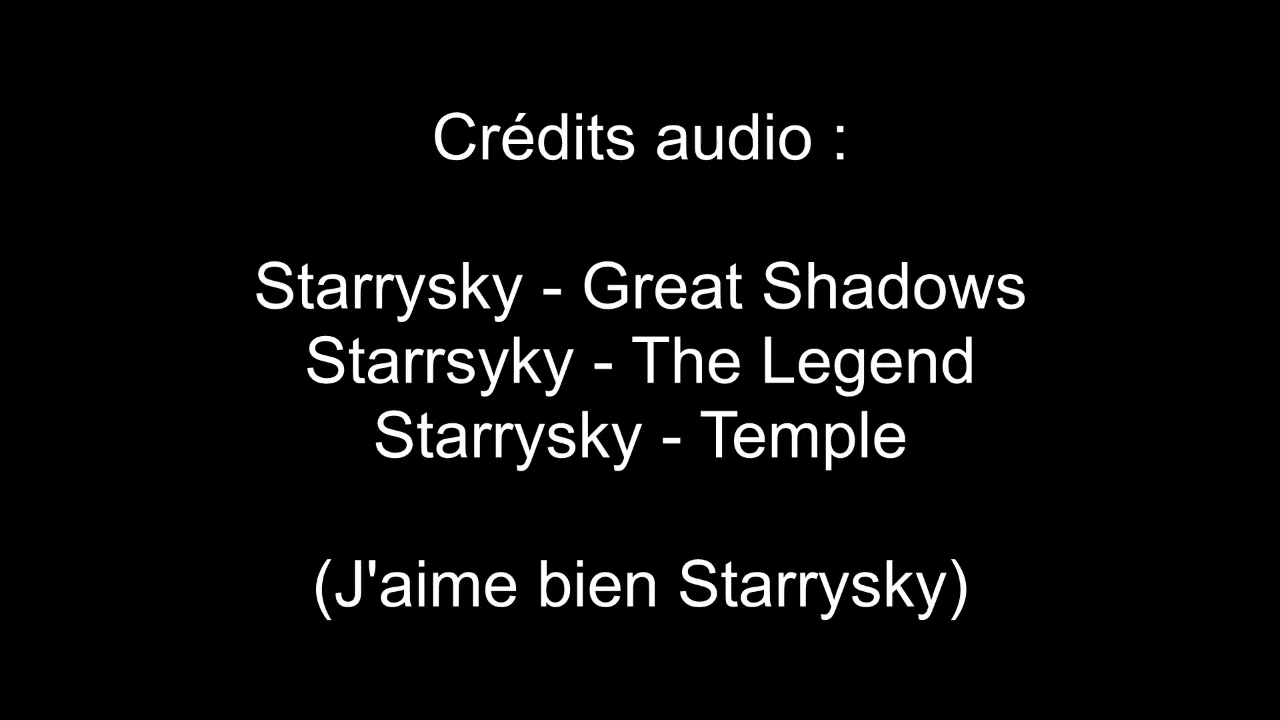 Crédits audio :
Starrysky - Great Shadows
Starrsyky - The Legend
Starrysky - Temple
(J'aime bien Starrysky)